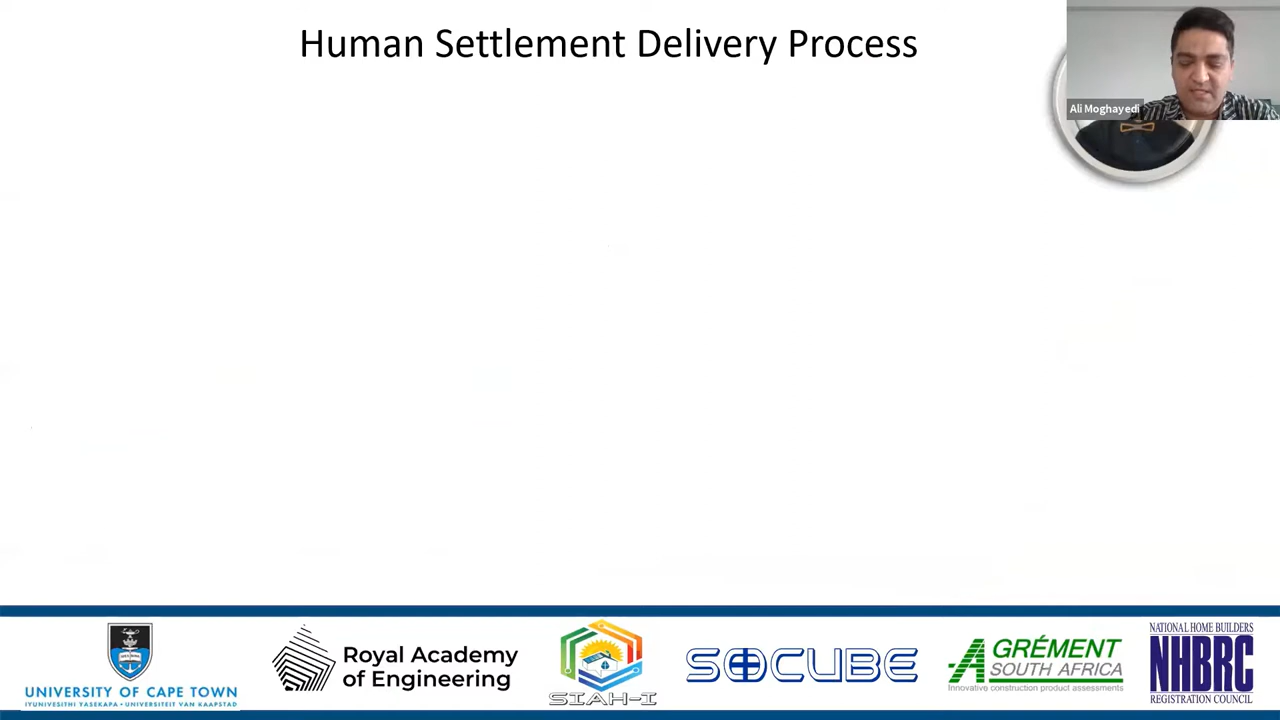 Human Settlement Delivery Process
Ali Moghayedi
UNIVERSITY OF CAPE TOWN
IYUNIVESITHI YASEKAPA • UNIVERSITEIT VAN KAAPSTAD
Royal Academy
of Engineering
SIAH-I
SOCUBE
AGRÉMENT
SOUTH AFRICA
Innovative construction product assessments
NATIONAL HOME BUILDERS
NHBRC
REGISTRATION COUNCIL